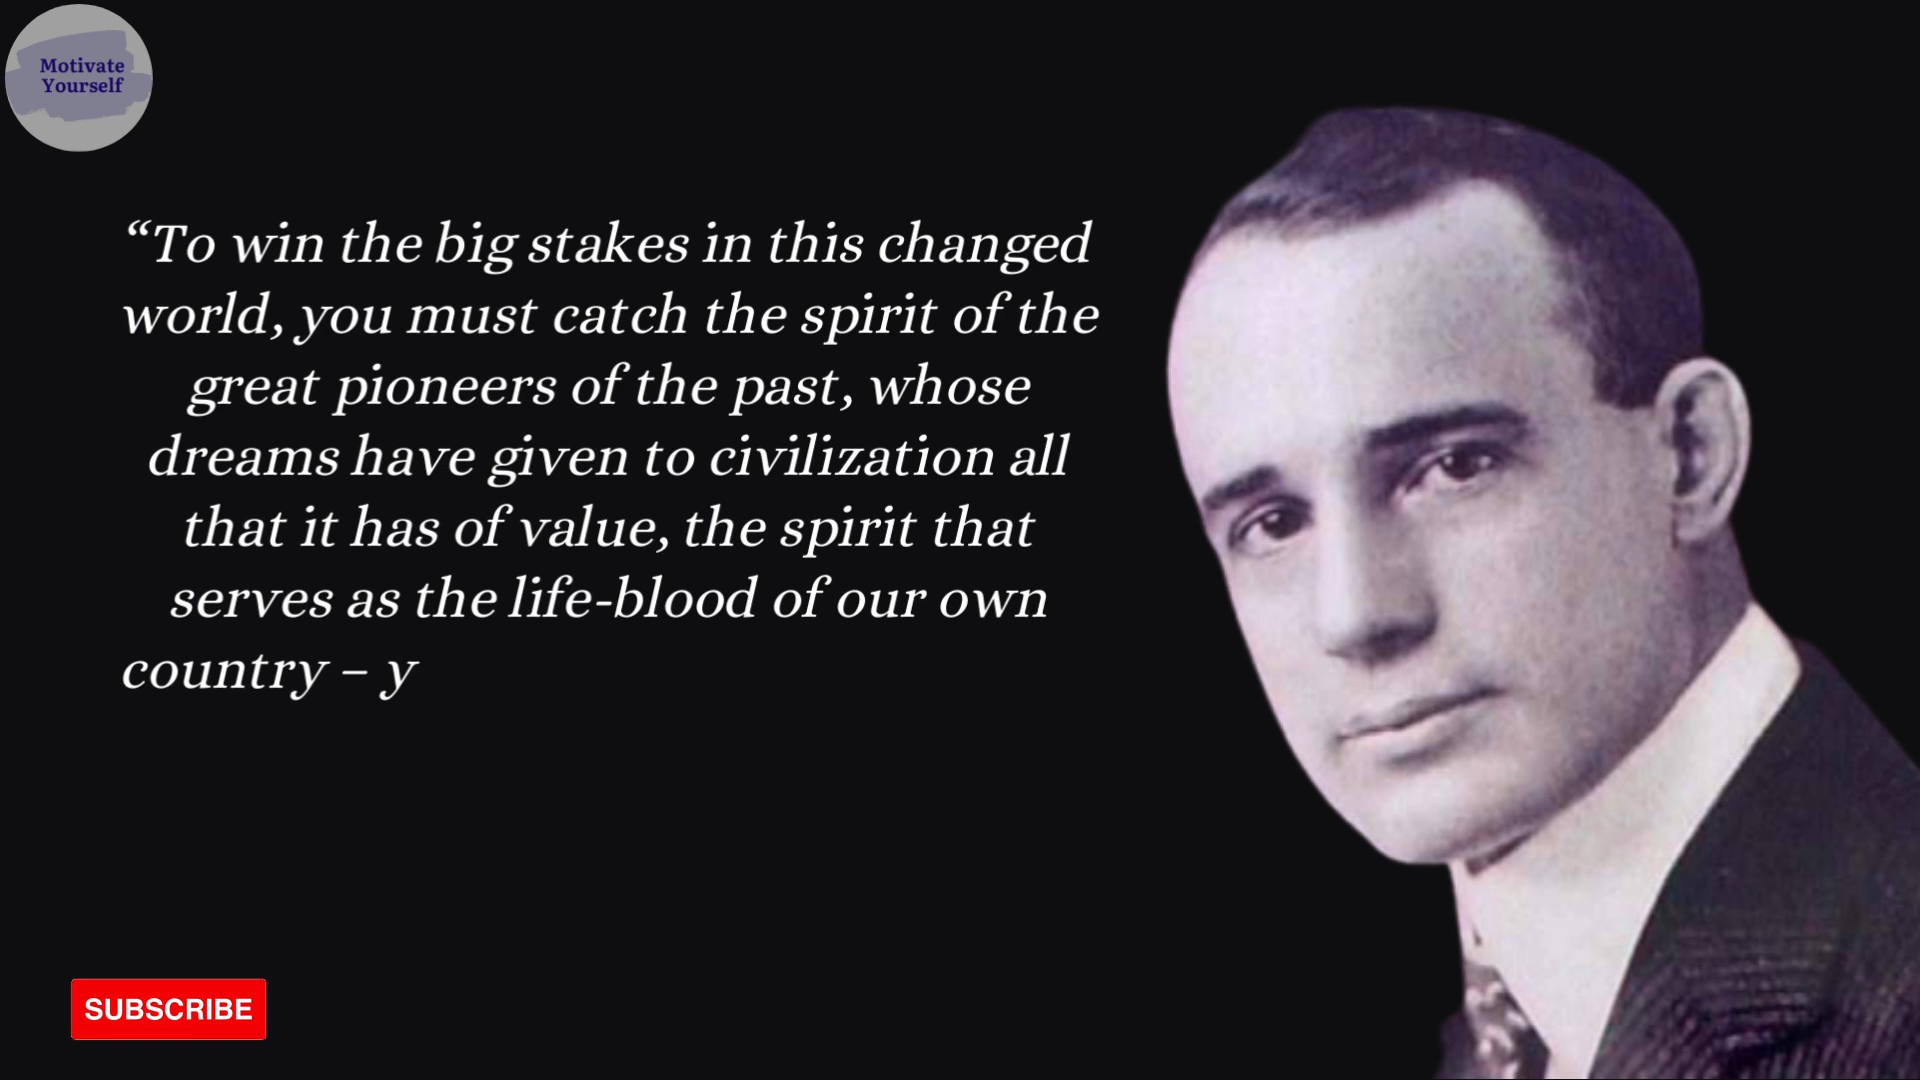 Motivate
Yourself
“To win the big stakes in this changed
world, you must catch the spirit of the
great pioneers of the past, whose
dreams have given to civilization all
that it has of value, the spirit that
serves as the life-blood of our own
country – y
SUBSCRIBE